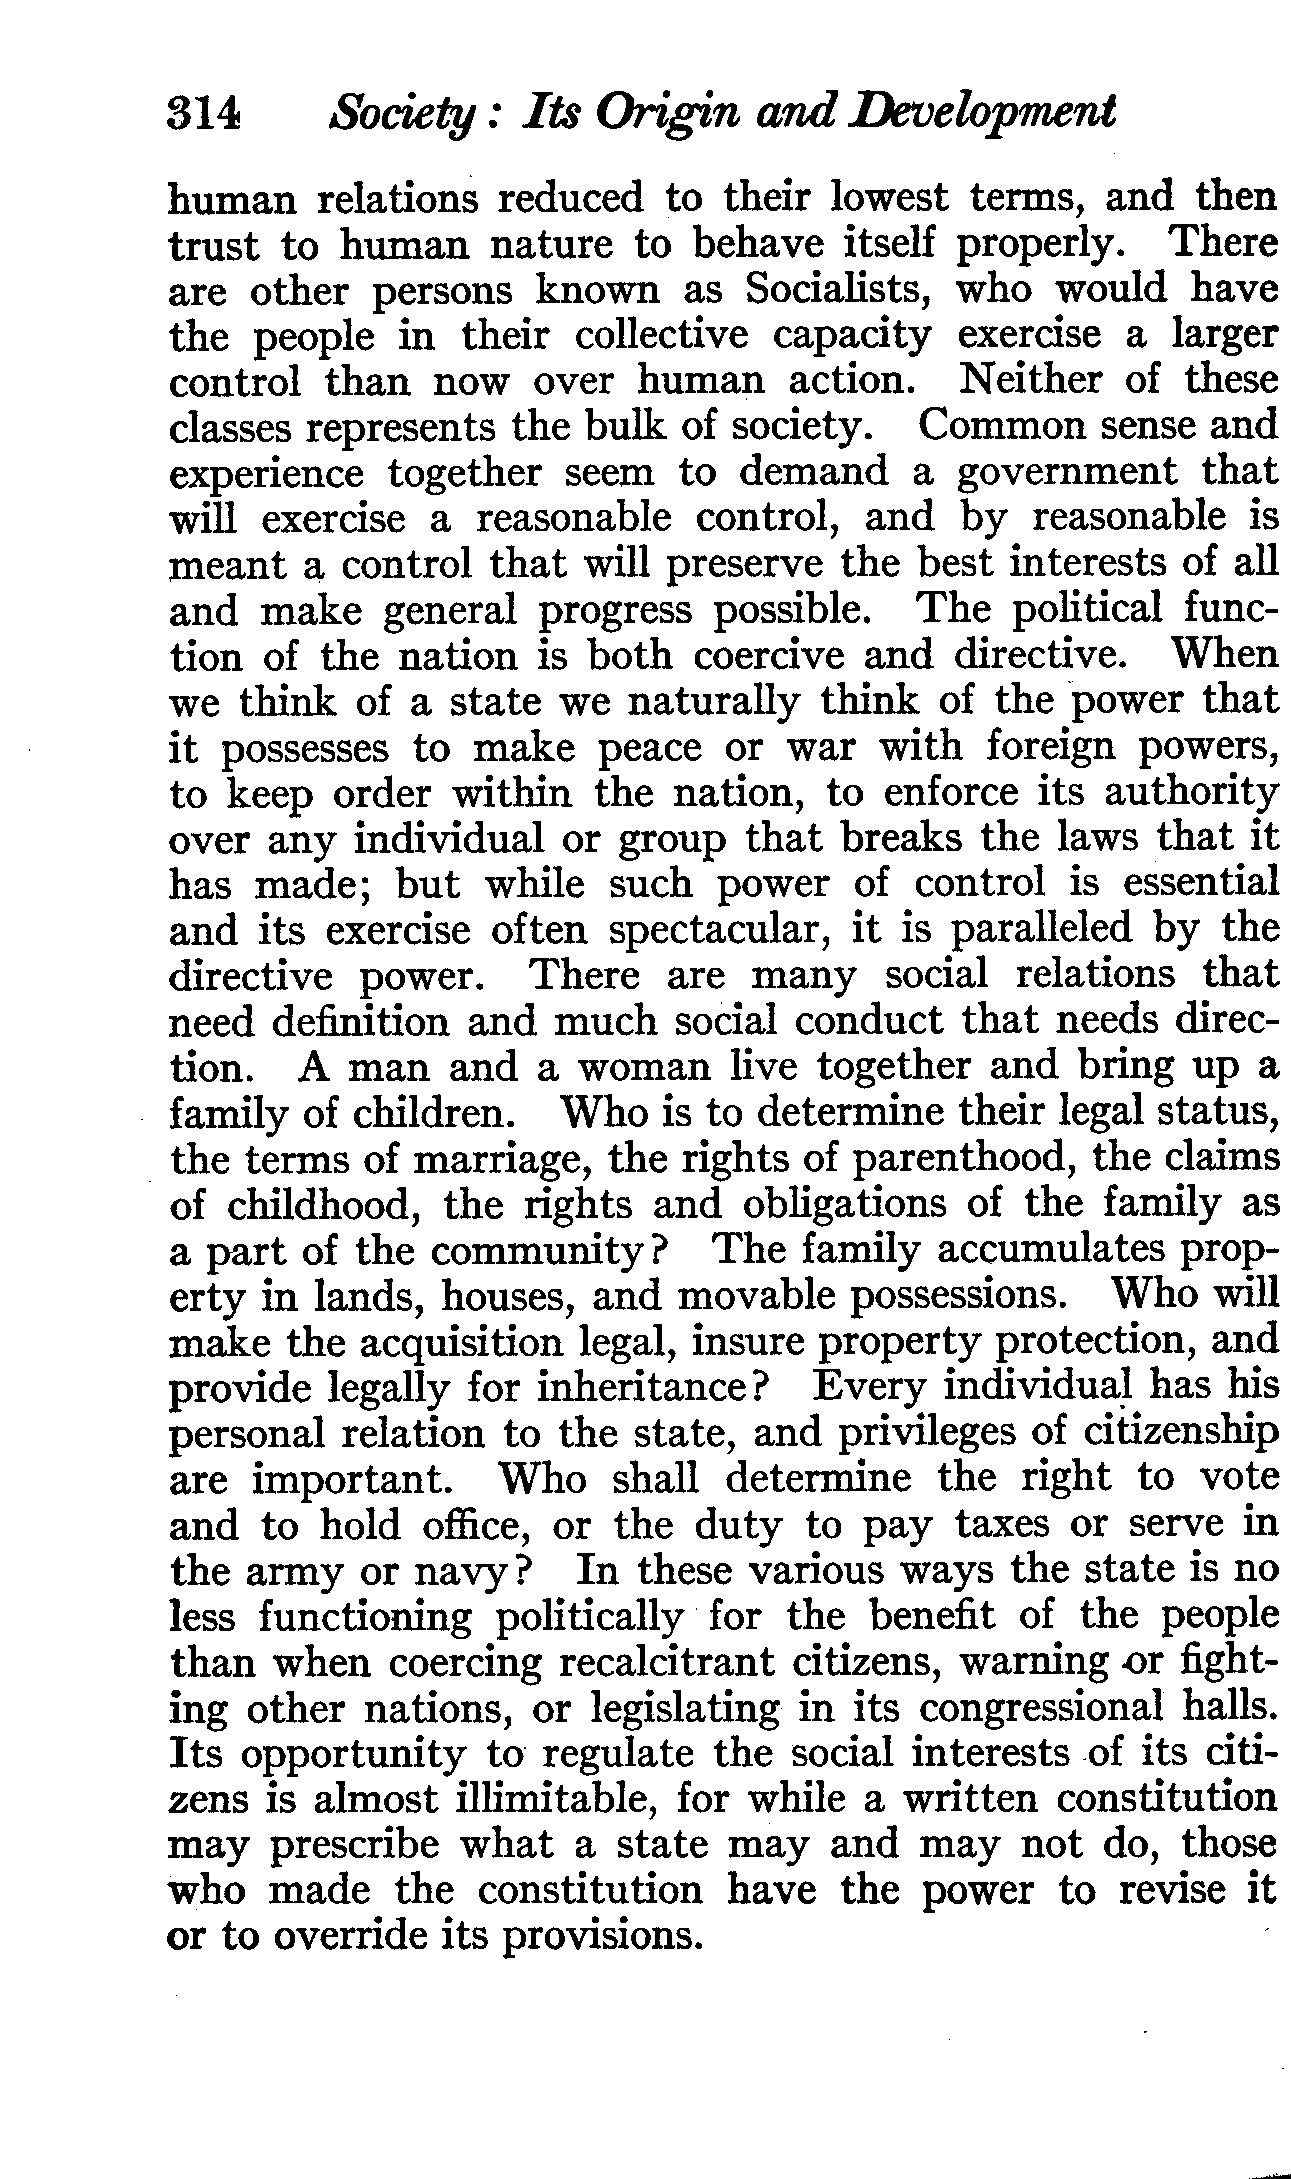 314 Society: Its Origin and Development
human relations reduced to their lowest terms, and then
trust to human nature to behave itself properly. There
are other persons known as Socialists, who would have
the people in their collective capacity exercise a larger
control than now over human action. Neither of these
classes represents the bulk of society. Common sense and
experience together seem to demand a government that
will exercise a reasonable control, and by reasonable is
meant a control that will preserve the best interests of all
and make general progress possible. The political func-
tion of the nation is both coercive and directive. When
we think of a state we naturally think of the power that
it possesses to make peace or war with foreign powers,
to keep order within the nation, to enforce its authority
over any individual or group that breaks the laws that it
has made; but while such power of control is essential
and its exercise often spectacular, it is paralleled by the
directive power. There are many social relations that
need definition and much social conduct that needs direc-
tion. A man and a woman live together and bring up a
family of children. Who is to determine their legal status,
the terms of marriage, the rights of parenthood, the claims
of childhood, the rights and obligations of the family as
a part of the community? The family accumulates prop-
erty in lands, houses, and movable possessions. Who will
make the acquisition legal, insure property protection, and
provide legally for inheritance? Every individual has his
personal relation to the state, and privileges of citizenship
are important. Who shall determine the right to vote
and to hold office, or the duty to pay taxes or serve in
the army or navy? In these various ways the state is no
less functioning politically for the benefit of the people
than when coercing recalcitrant citizens, warning or fight-
ing other nations, or legislating in its congressional halls.
Its opportunity to regulate the social interests of its citi-
zens is almost illimitable, for while a written constitution
may prescribe what a state may and may not do, those
who made the constitution have the power to revise it
or to override its provisions.